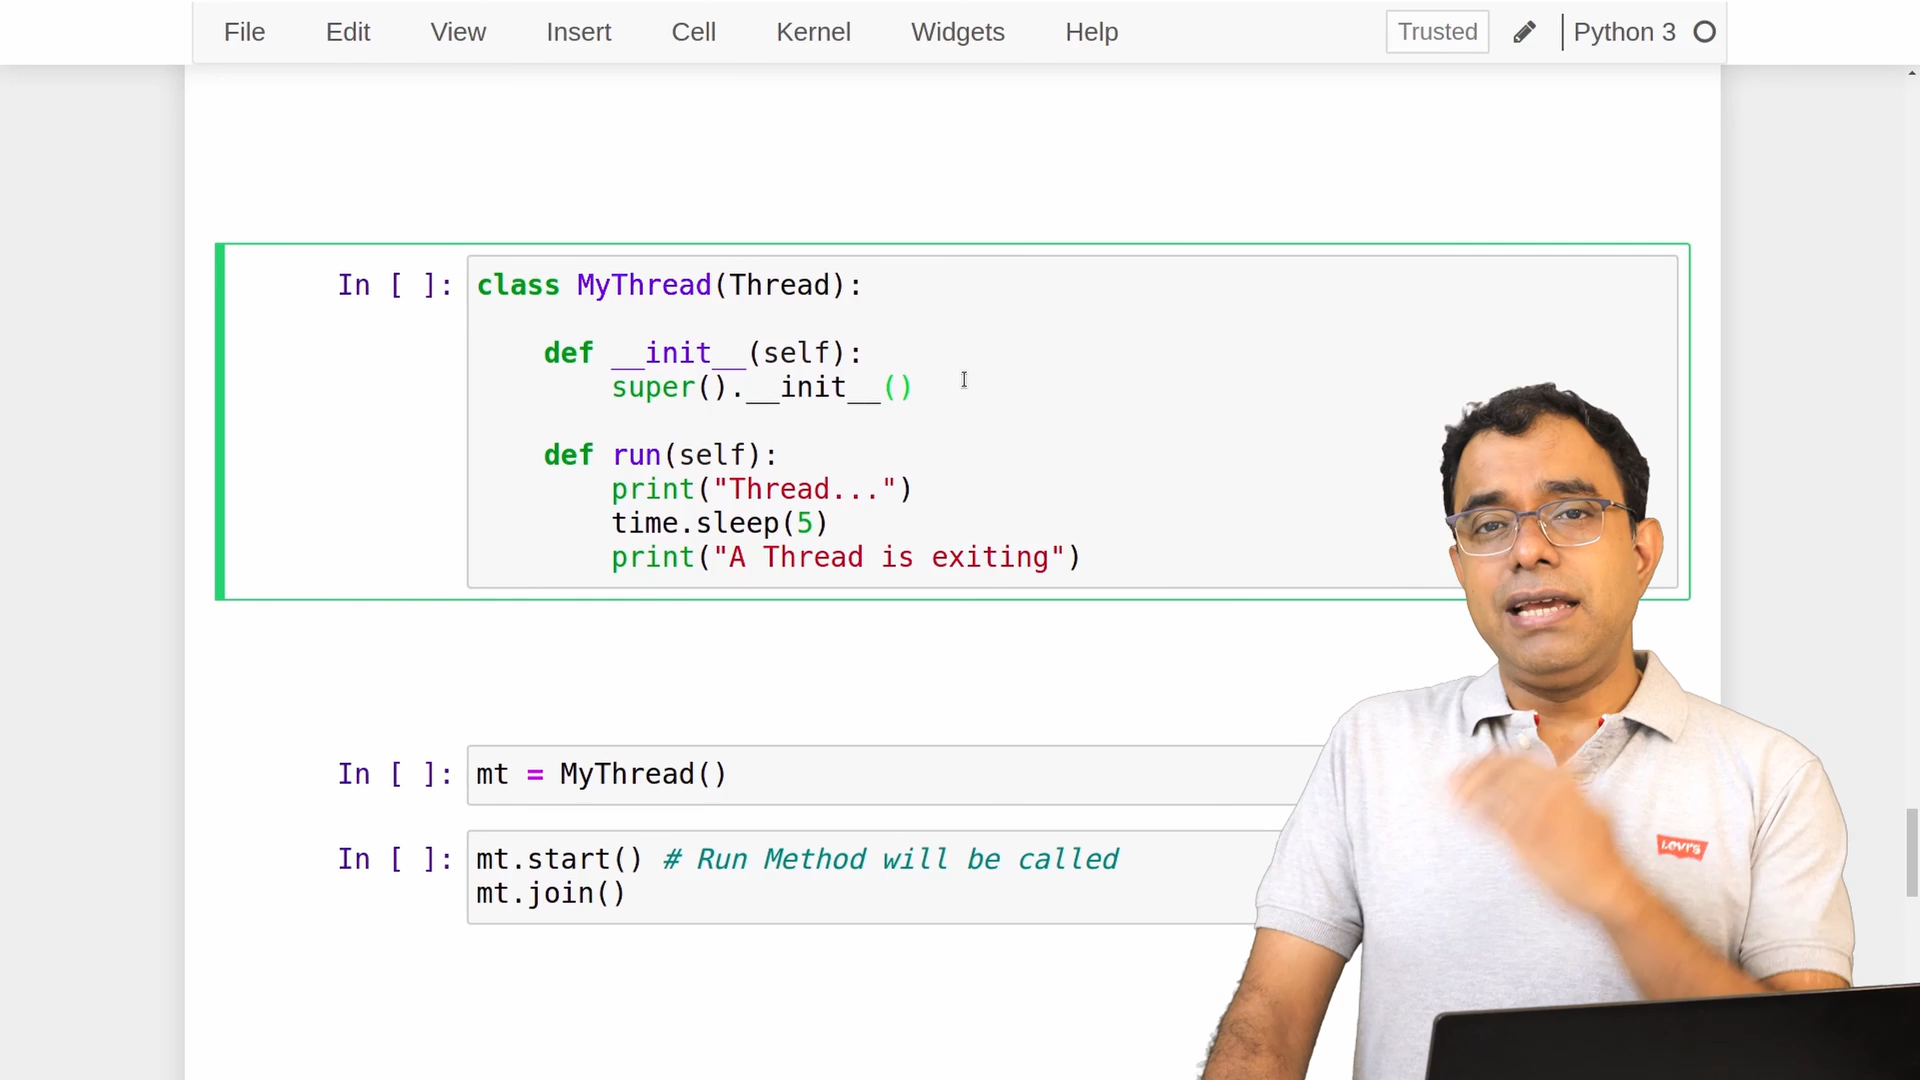 File Edit View Insert Cell Kernel Widgets Help Trusted Python 3
In [ ]: class MyThread(Thread):
def __init__(self):
super().__init__()
def run(self):
print("Thread...")
time.sleep(5)
print("A Thread is exiting")
In [ ]: mt = MyThread()
In [ ]: mt.start() # Run Method will be called
mt.join()
Levi's